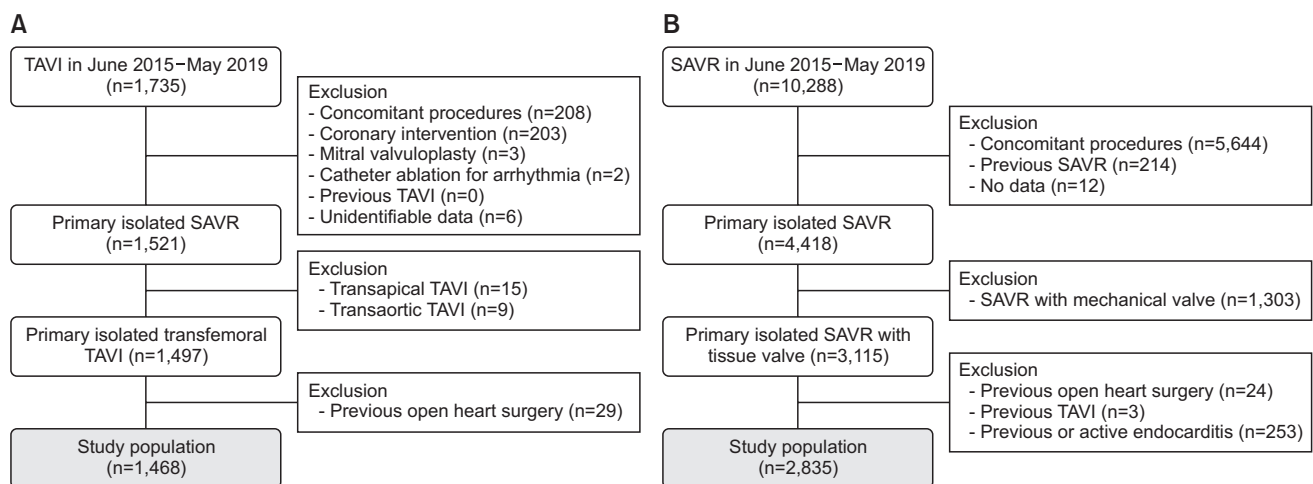 A
TAVI in June 2015–May 2019
(n=1,735)
Exclusion
- Concomitant procedures (n=208)
- Coronary intervention (n=203)
- Mitral valvuloplasty (n=3)
- Catheter ablation for arrhythmia (n=2)
- Previous TAVI (n=0)
- Unidentifiable data (n=6)
Primary isolated SAVR
(n=1,521)
Exclusion
- Transapical TAVI (n=15)
- Transaortic TAVI (n=9)
Primary isolated transfemoral
TAVI (n=1,497)
Exclusion
- Previous open heart surgery (n=29)
Study population
(n=1,468)
B
SAVR in June 2015–May 2019
(n=10,288)
Exclusion
- Concomitant procedures (n=5,644)
- Previous SAVR (n=214)
- No data (n=12)
Primary isolated SAVR
(n=4,418)
Exclusion
- SAVR with mechanical valve (n=1,303)
Primary isolated SAVR with
tissue valve (n=3,115)
Exclusion
- Previous open heart surgery (n=24)
- Previous TAVI (n=3)
- Previous or active endocarditis (n=253)
Study population
(n=2,835)